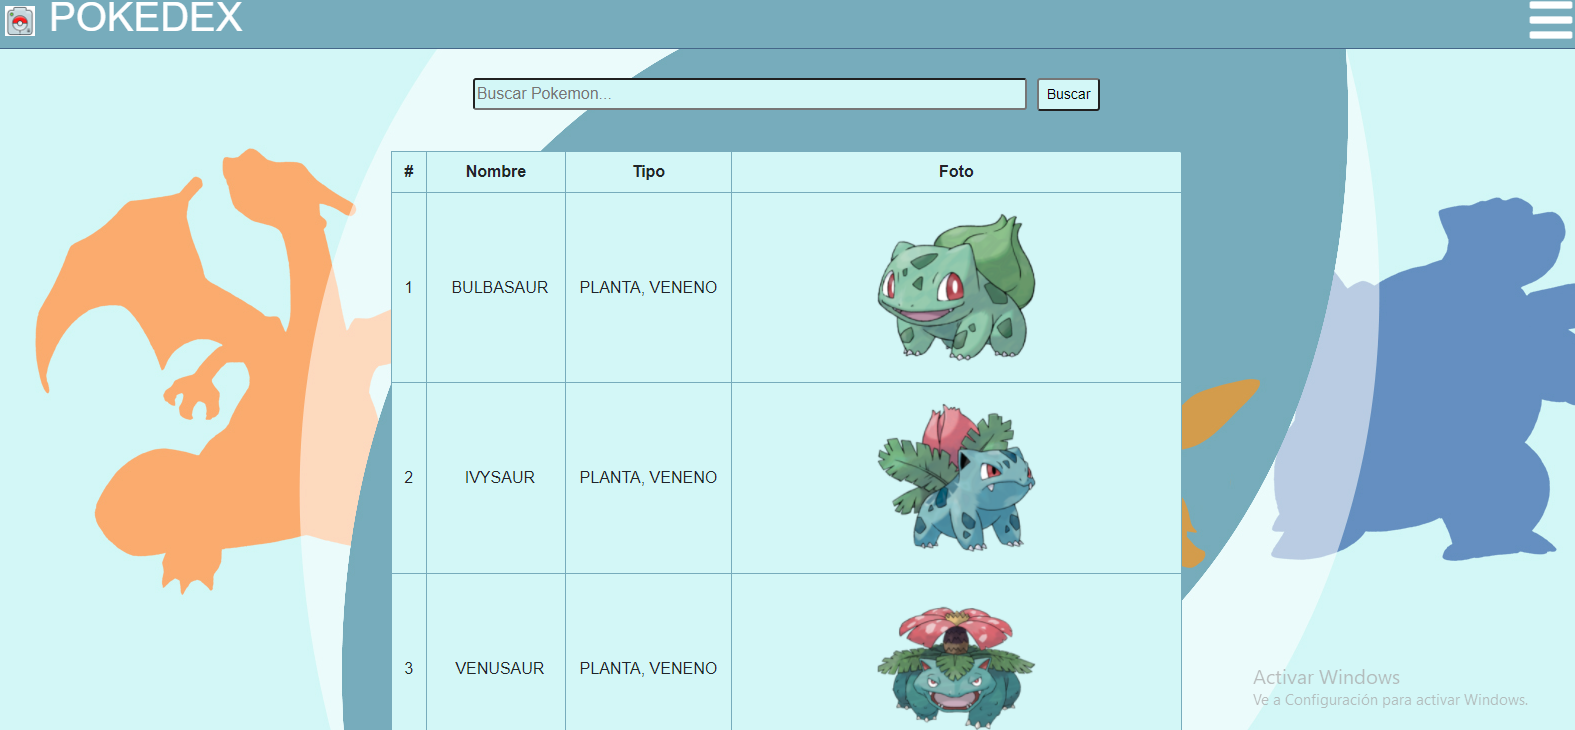 POKEDEX
Buscar Pokemon... Buscar
# Nombre Tipo Foto
1 BULBASAUR PLANTA, VENENO
2 IVYSAUR PLANTA, VENENO
3 VENUSAUR PLANTA, VENENO
Activar Windows
Ve a Configuración para activar Windows.